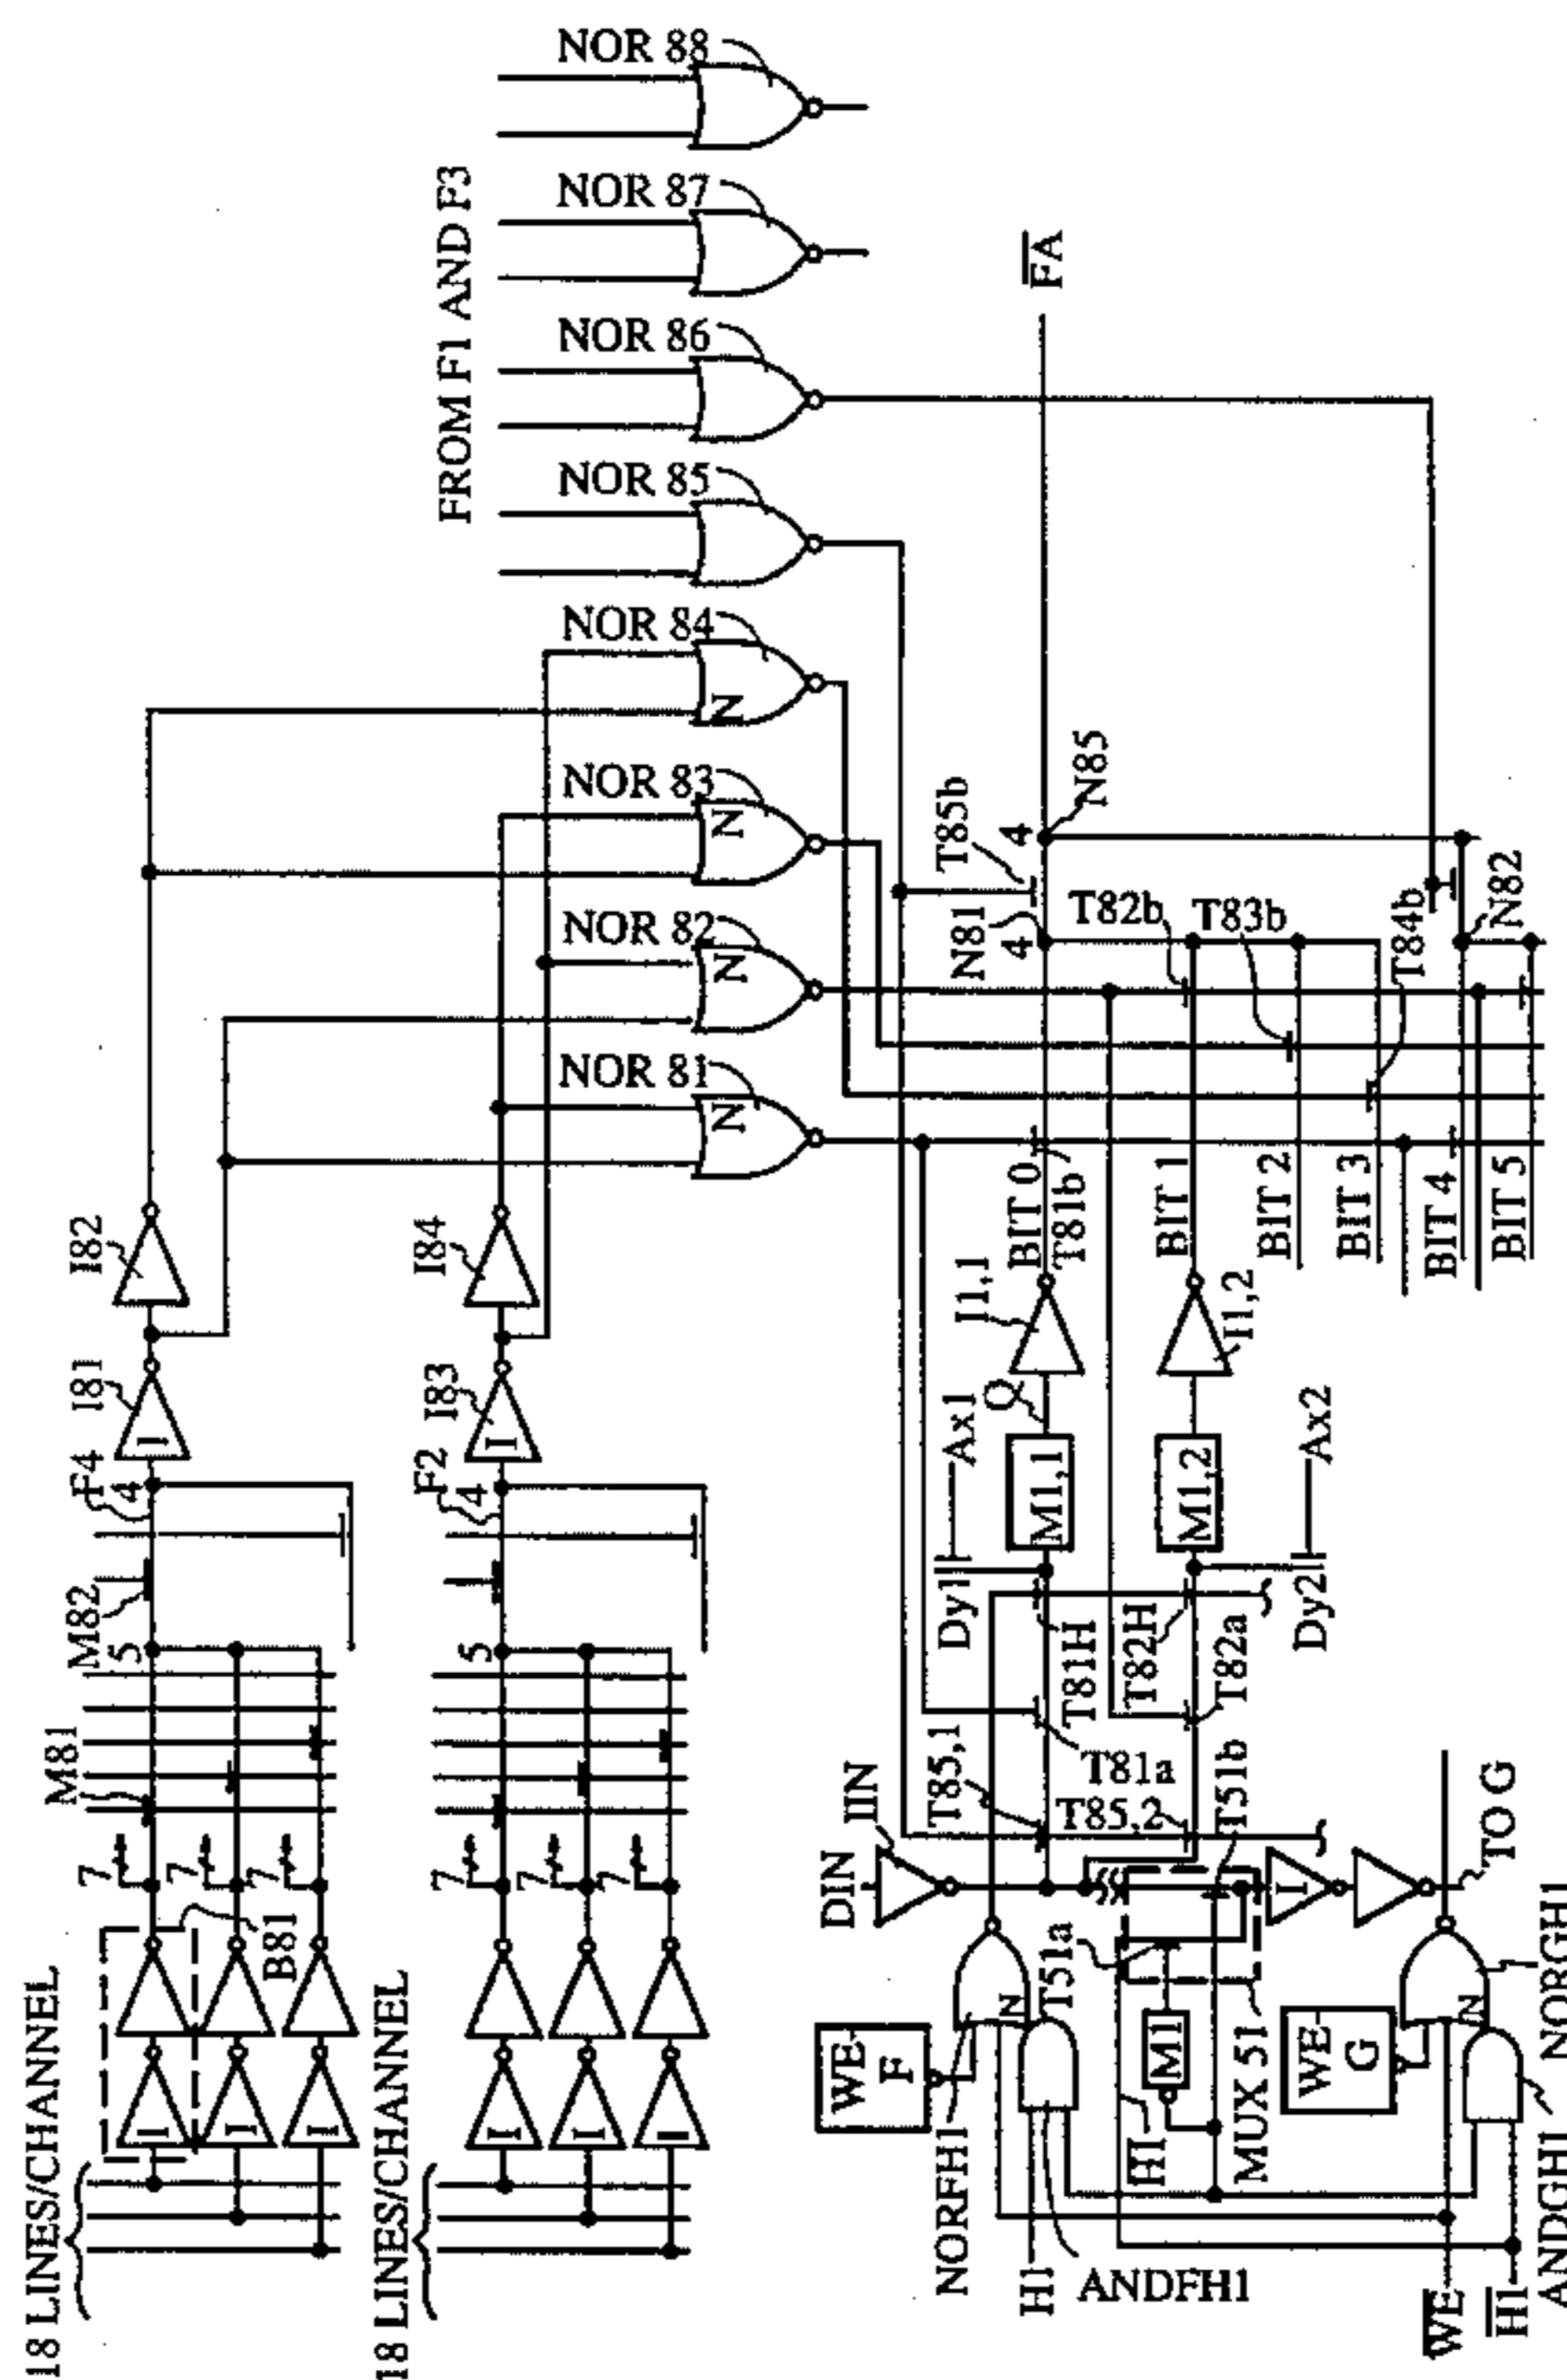 NOR 88
NOR 87
FROM F1 AND F3
NOR 86
NOR 85
NOR 84
N
NOR 83
N
NOR 82
N
NOR 81
N
FA
N85
4
T85b
N81
4
T82b
T83b
T84b
N82
I82
I84
I81
I
I83
I
F4
4
F2
4
M82
5
5
M81
7
7
7
7
7
7
B81
I
I
I
I
I
I
18 LINES/CHANNEL
18 LINES/CHANNEL
BIT 0
T81b
BIT 1
BIT 2
BIT 3
BIT 4
BIT 5
I1,1
I1,2
Q
Ax1
M1,1
M1,2
Ax2
Dy1
Dy2
T81H
T82H
T82a
T81a
T85,1
T85,2
T51b
IIN
DIN
I
TO G
T51a
N
N
WE-
F
M1
MUX 51
WE-
G
NORFH1
H1
ANDFH1
H1
NORGH1
ANDGH1
WE
H1